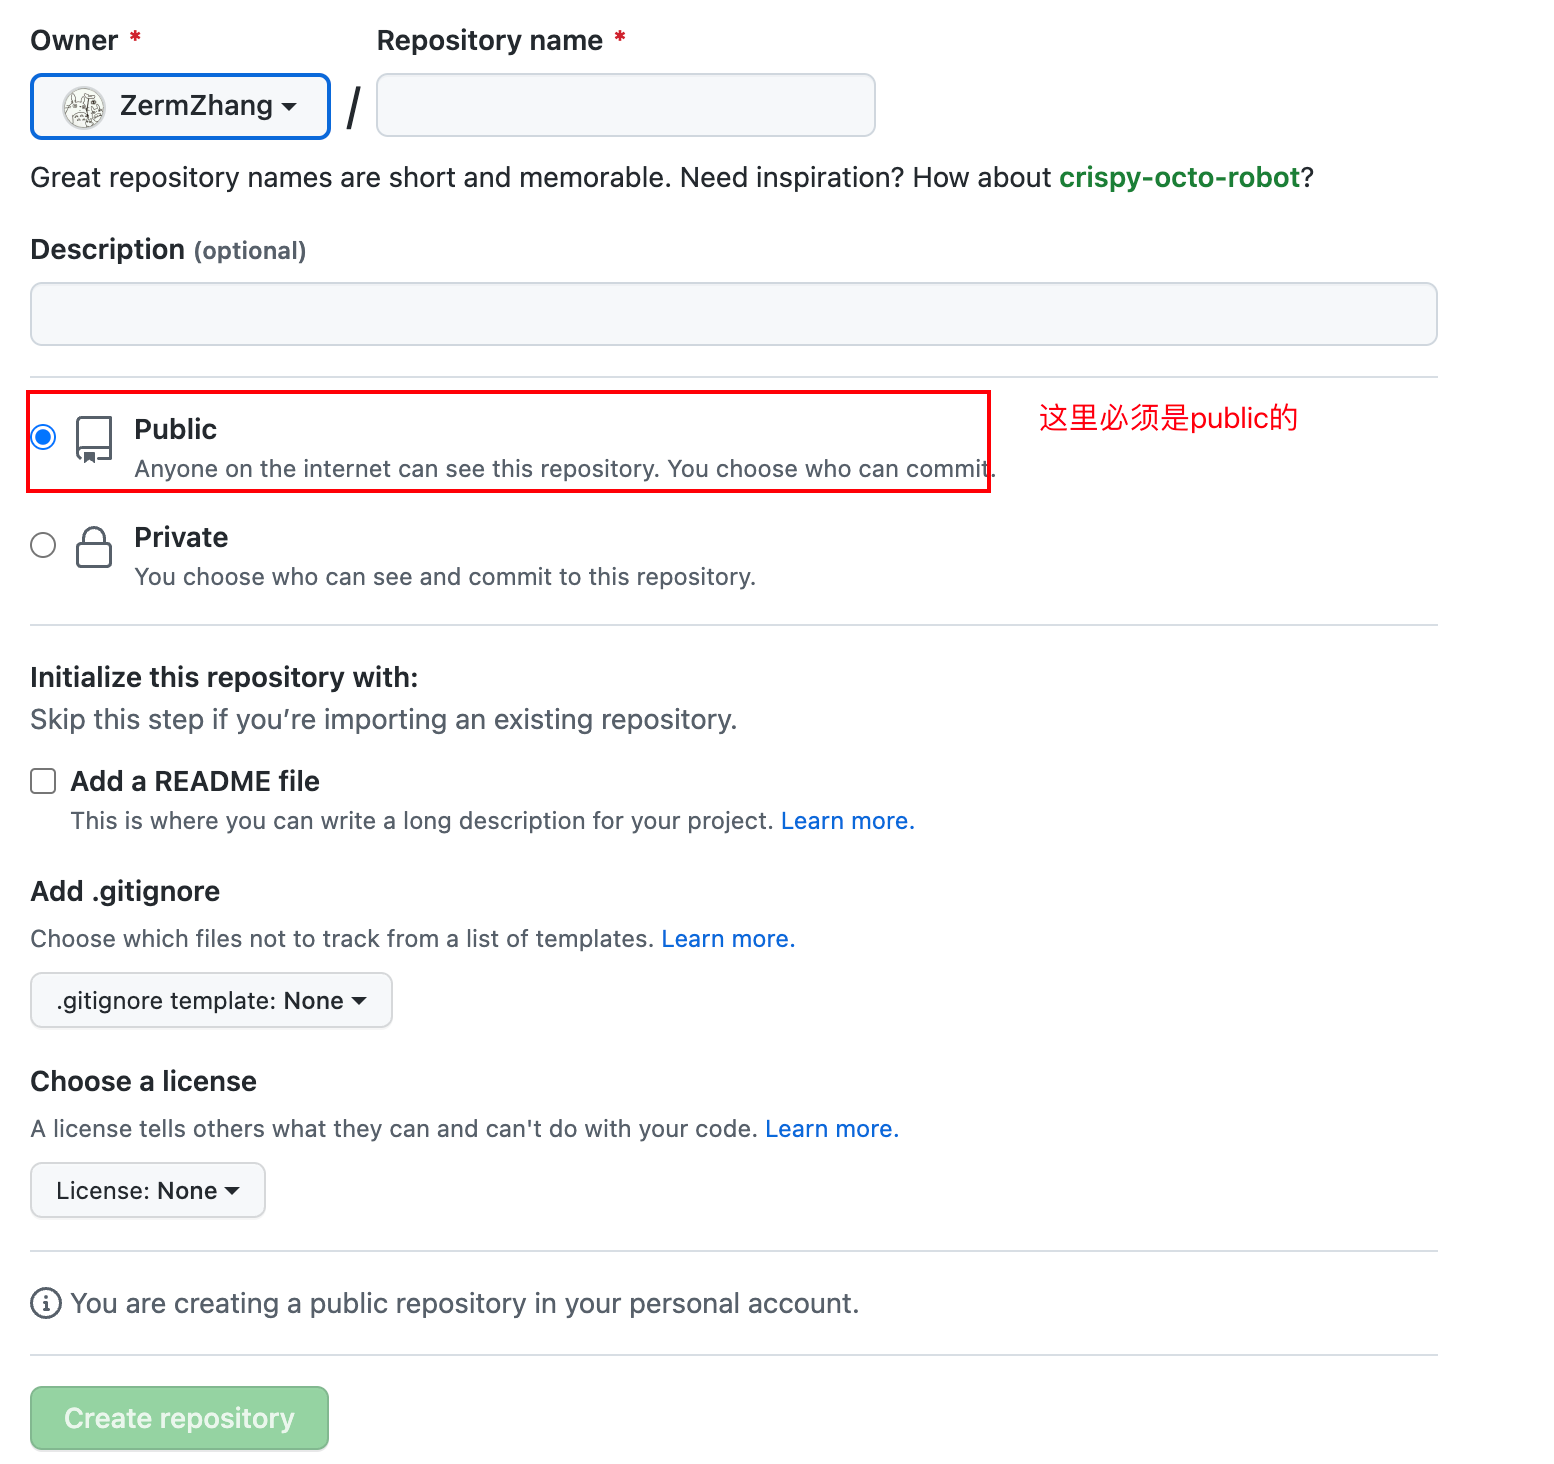 Owner * Repository name *
ZermZhang / 
Great repository names are short and memorable. Need inspiration? How about crispy-octo-robot?
Description (optional)
Public
这里必须是public的
Anyone on the internet can see this repository. You choose who can commit.
Private
You choose who can see and commit to this repository.
Initialize this repository with:
Skip this step if you’re importing an existing repository.
Add a README file
This is where you can write a long description for your project. Learn more.
Add .gitignore
Choose which files not to track from a list of templates. Learn more.
.gitignore template: None
Choose a license
A license tells others what they can and can't do with your code. Learn more.
License: None
You are creating a public repository in your personal account.
Create repository